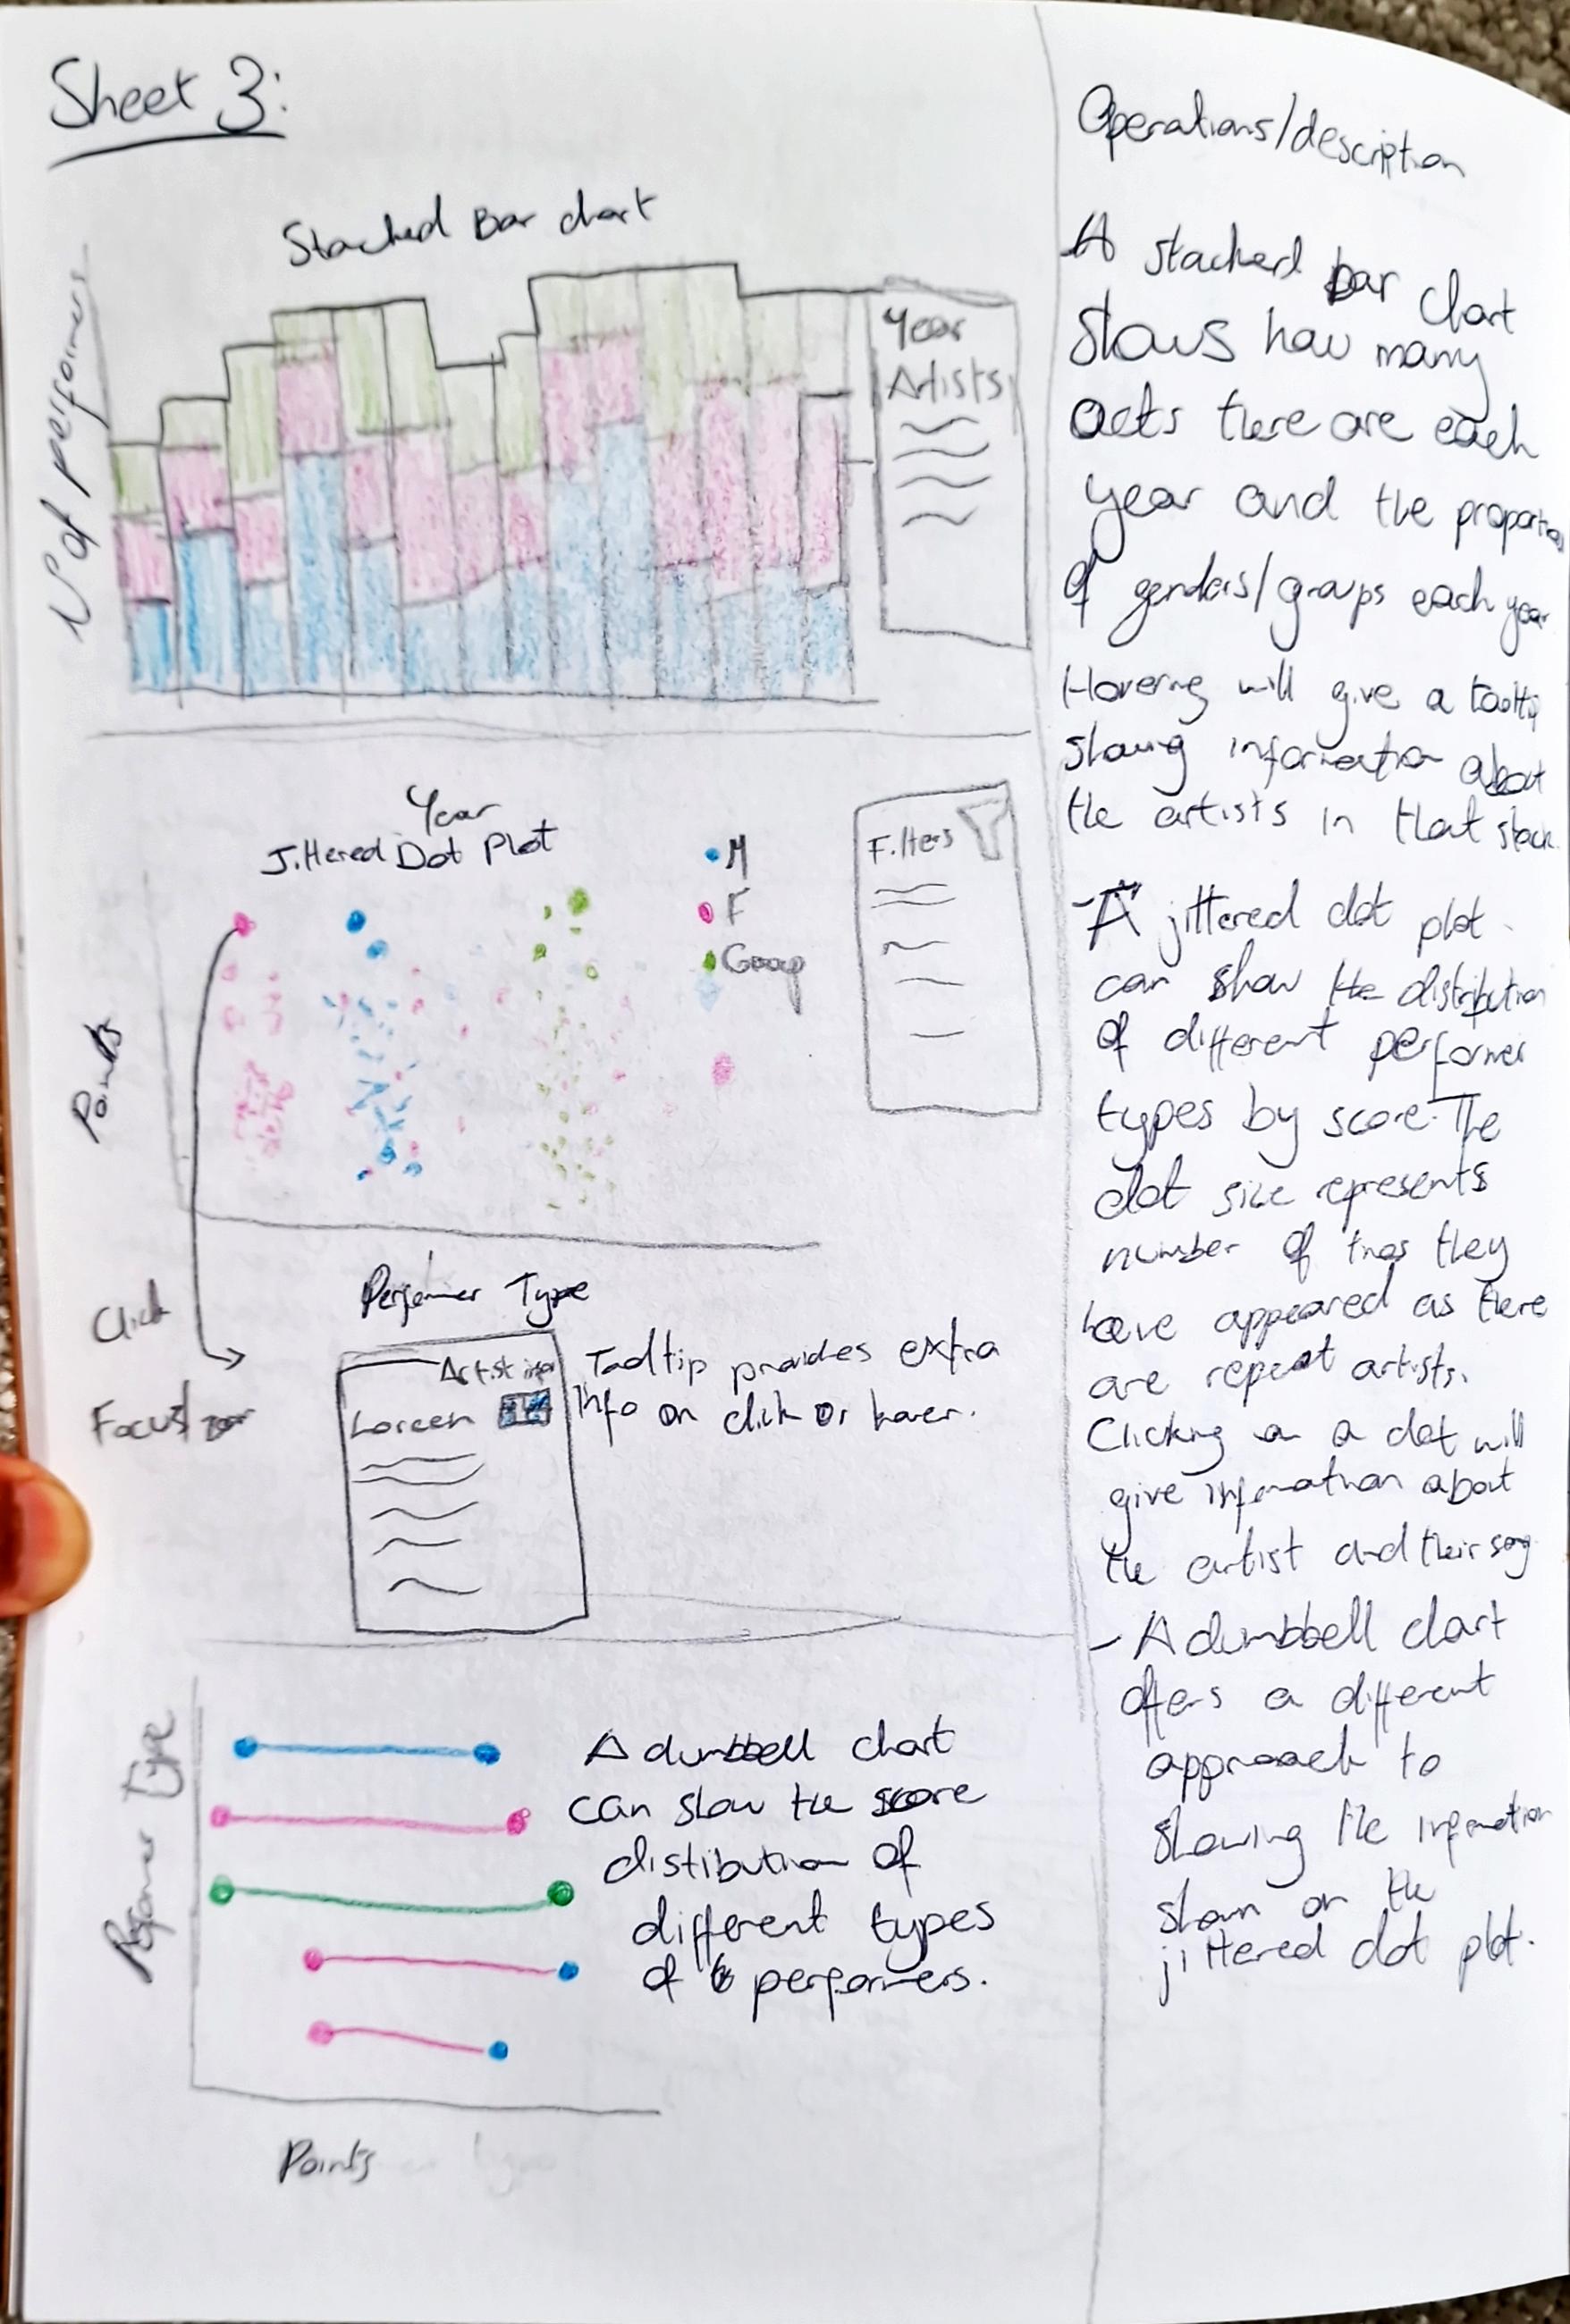 Sheet 3:
Stacked Bar chart
N° of performers
Year
Artists
Year
Jittered Dot Plot
M
F
Group
Filters
Points
Performer Type
Click
Focus/zoom
Artist info
Loreen
Tooltip provides extra
info on click or hover.
Performer Type
A dumbbell chart
can show the score
distibution of
different types
of performers.
Points
Operations/description
A stacked bar chart
shows how many
acts there are each
year and the proportions
of genders/groups each year
Hovering will give a tooltip
showing information about
the artists in that stack.
- A jittered dot plot
can show the distribution
of different performer
types by score. The
dot size represents
number of times they
have appeared as there
are repeat artists.
Clicking on a dot will
give information about
the artist and their song
- A dumbbell chart
offers a different
approach to
showing the information
shown on the
jittered dot plot.